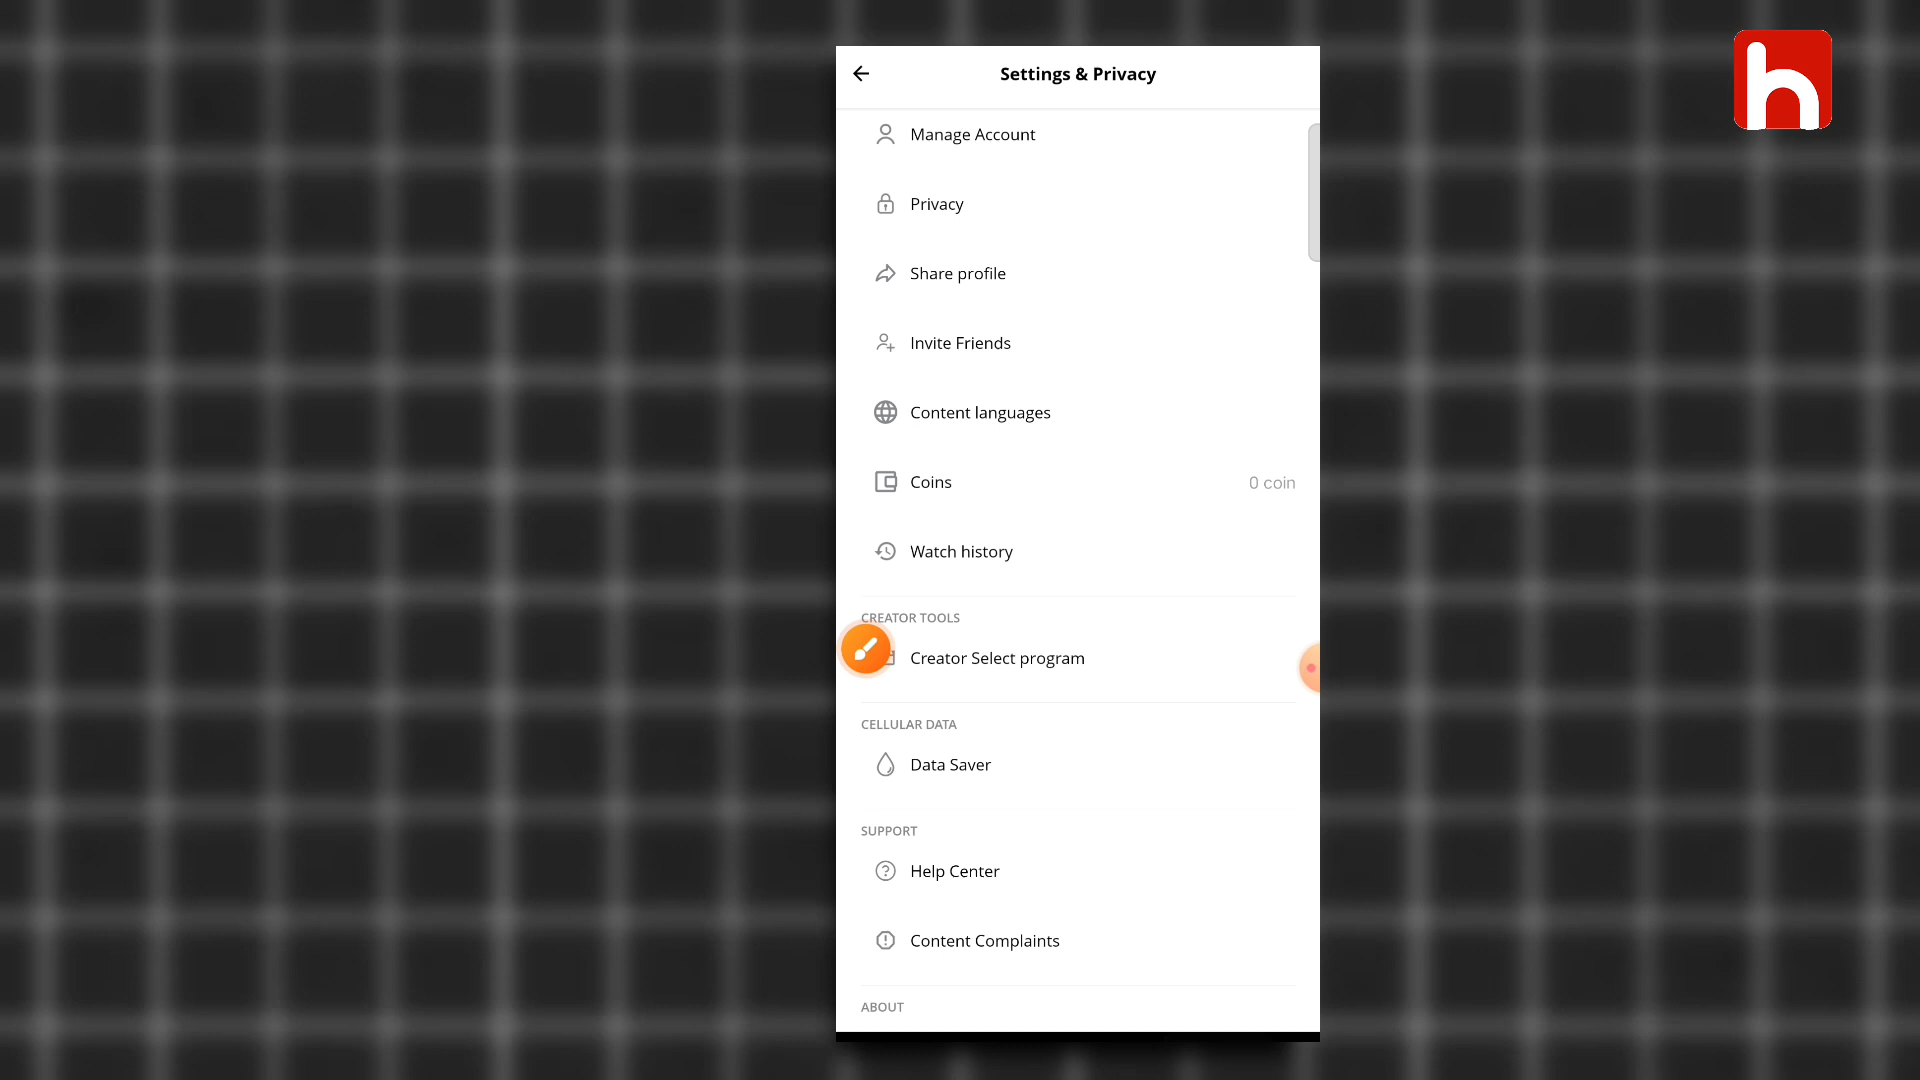 Settings & Privacy
Manage Account
Privacy
Share profile
Invite Friends
Content languages
Coins 0 coin
Watch history
CREATOR TOOLS
Creator Select program
CELLULAR DATA
Data Saver
SUPPORT
Help Center
Content Complaints
ABOUT
h